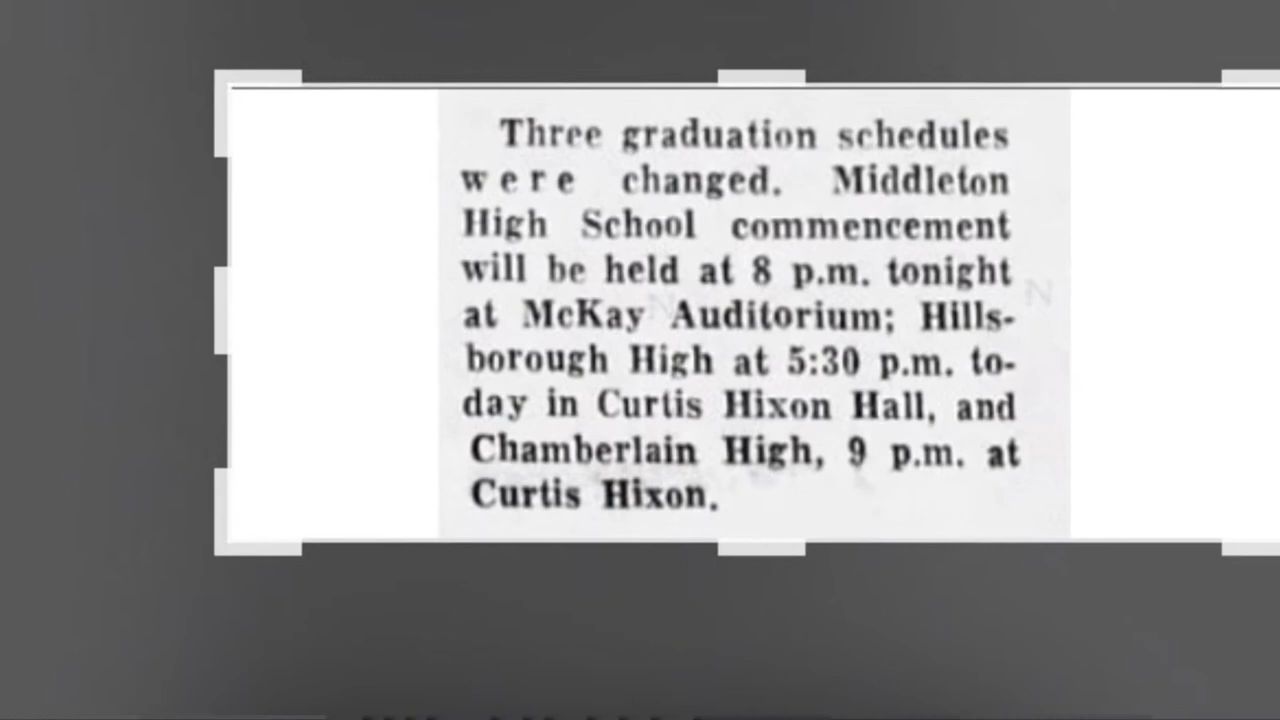 Three graduation schedules
were changed. Middleton
High School commencement
will be held at 8 p.m. tonight
at McKay Auditorium; Hills-
borough High at 5:30 p.m. to-
day in Curtis Hixon Hall, and
Chamberlain High, 9 p.m. at
Curtis Hixon.